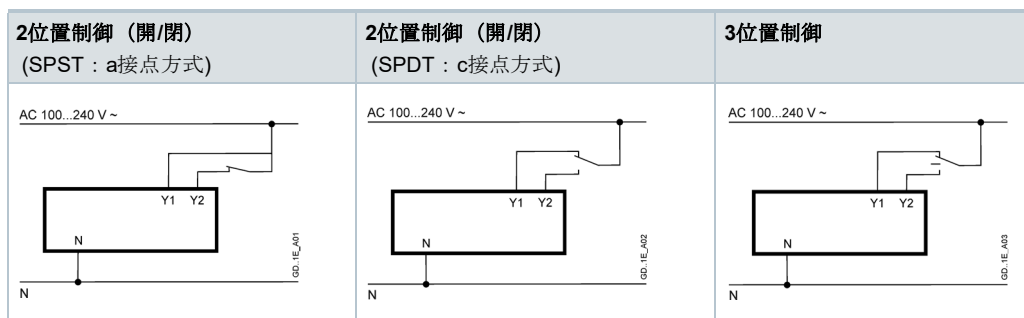 2位置制御（開/閉）
(SPST：a接点方式)
2位置制御（開/閉）
(SPDT：c接点方式)
3位置制御
AC 100...240 V ~
Y1 Y2
N
GD..1E_A01
N
AC 100...240 V ~
Y1 Y2
N
GD..1E_A02
N
AC 100...240 V ~
Y1 Y2
N
GD..1E_A03
N